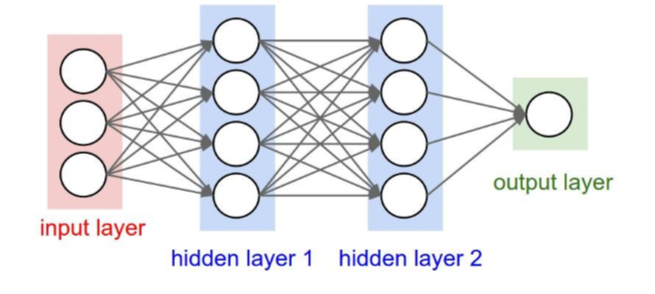 input layer
hidden layer 1
hidden layer 2
output layer